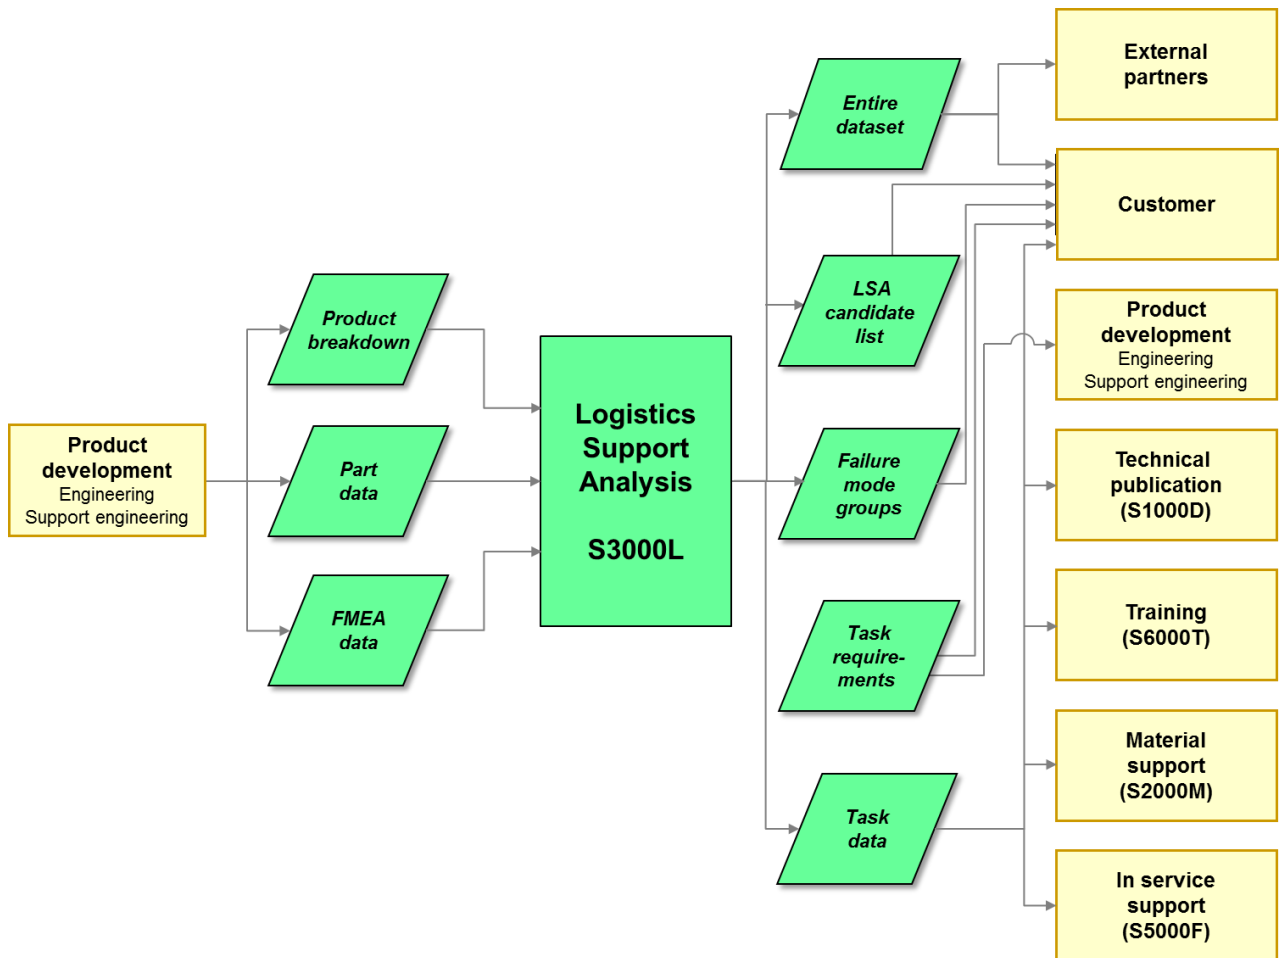 Product
development
Engineering
Support engineering
Product
breakdown
Part
data
FMEA
data
Logistics
Support
Analysis
S3000L
Entire
dataset
LSA
candidate
list
Failure
mode
groups
Task
require-
ments
Task
data
External
partners
Customer
Product
development
Engineering
Support engineering
Technical
publication
(S1000D)
Training
(S6000T)
Material
support
(S2000M)
In service
support
(S5000F)